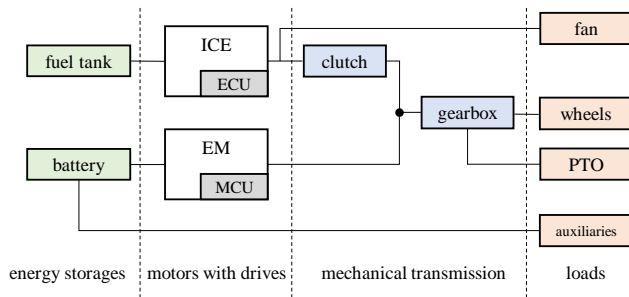 ICE
fan
fuel tank
clutch
ECU
gearbox
wheels
EM
battery
PTO
MCU
auxiliaries
energy storages
motors with drives
mechanical transmission
loads